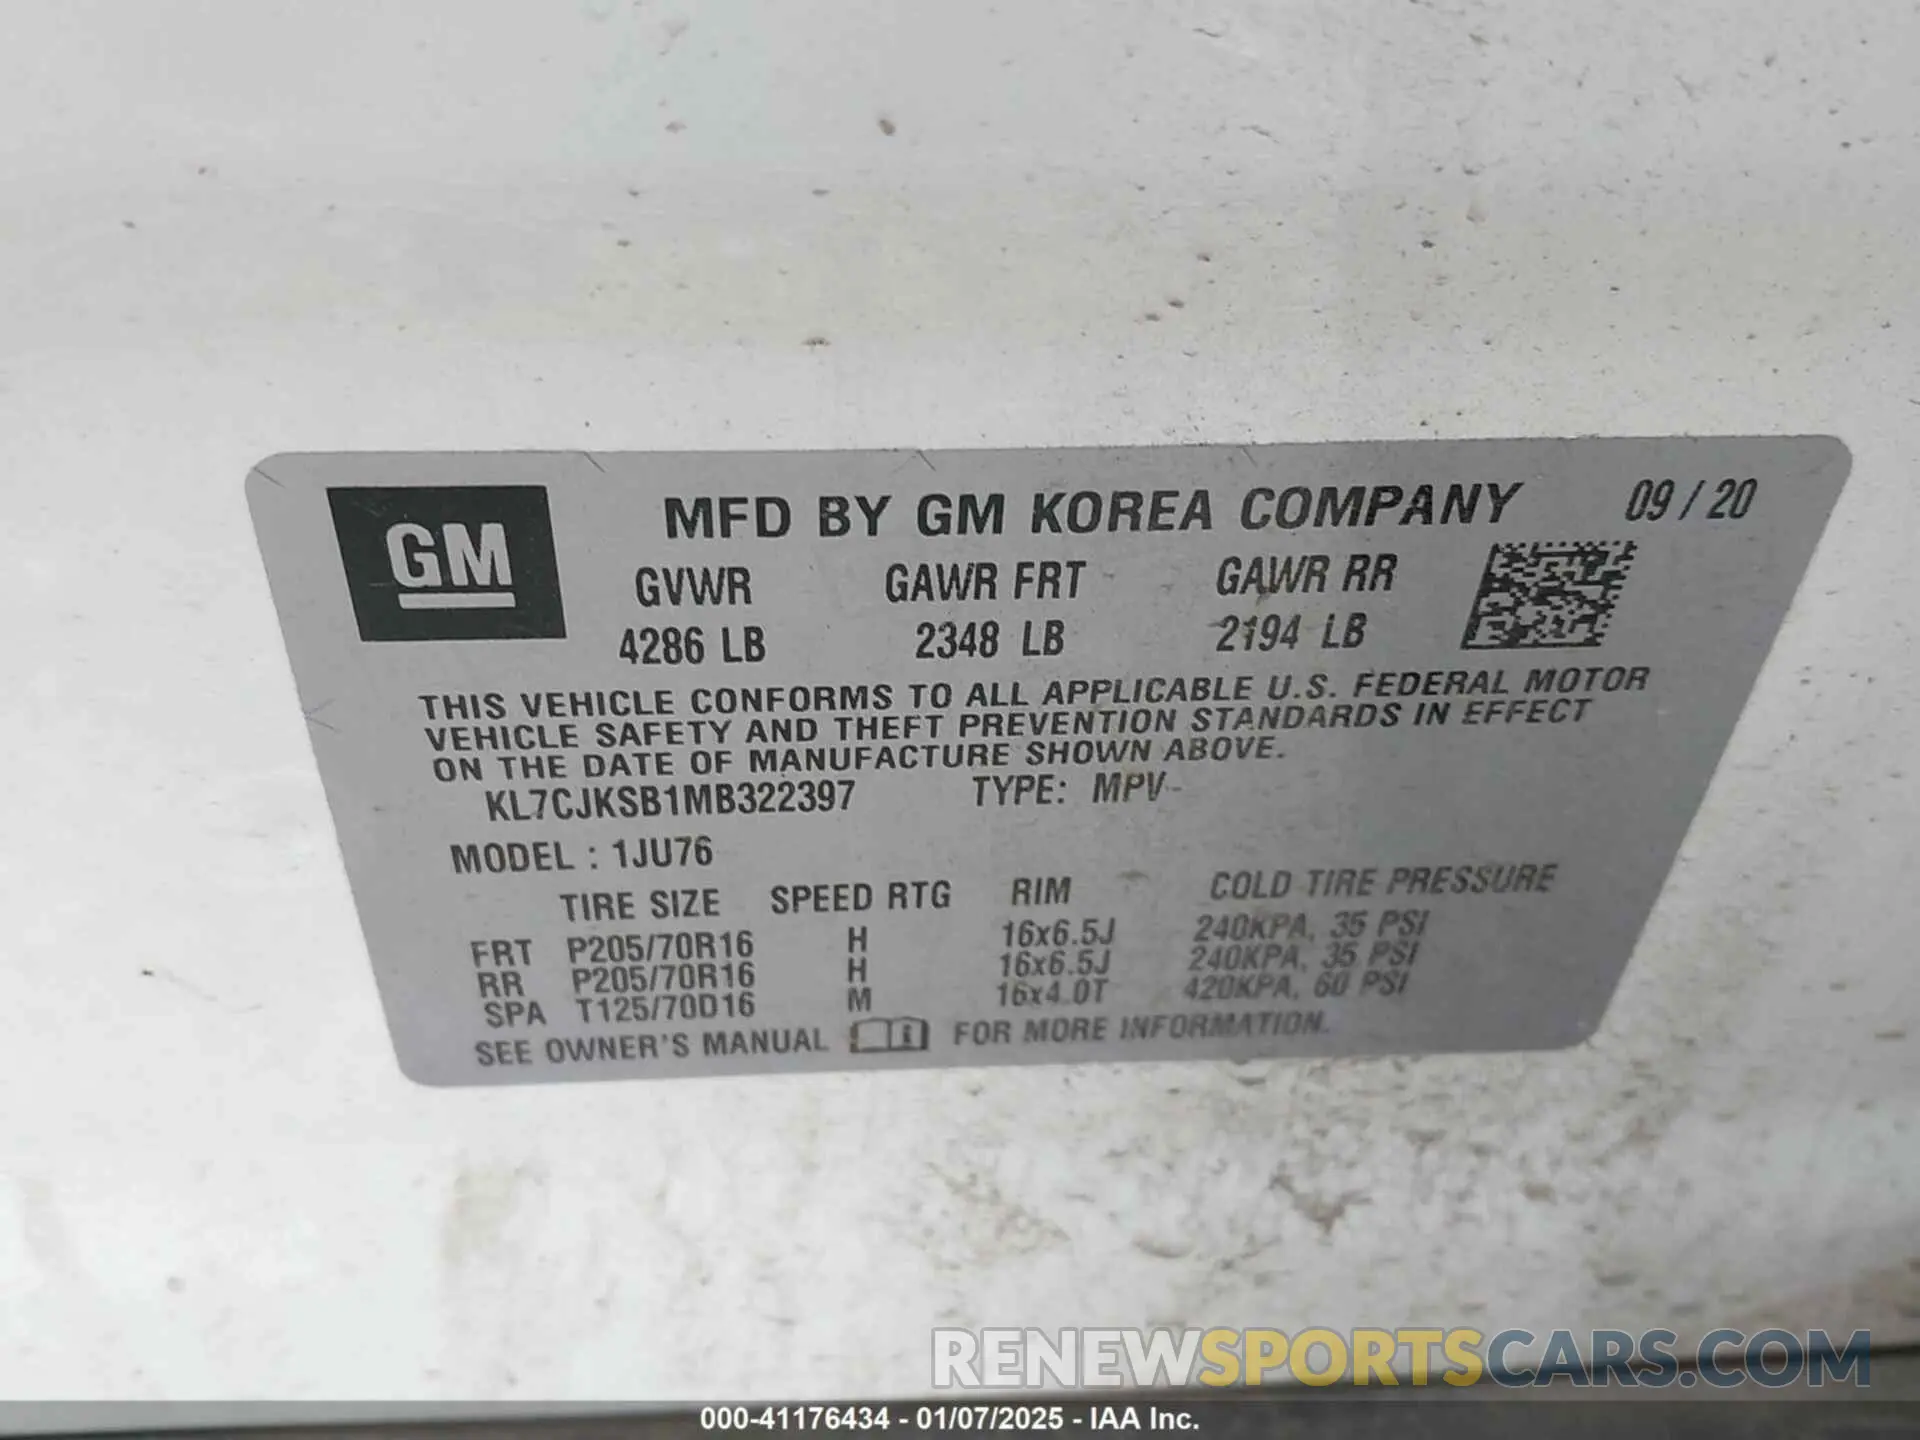 GM
MFD BY GM KOREA COMPANY 09 / 20
GVWR GAWR FRT GAWR RR
4286 LB 2348 LB 2194 LB
THIS VEHICLE CONFORMS TO ALL APPLICABLE U.S. FEDERAL MOTOR
VEHICLE SAFETY AND THEFT PREVENTION STANDARDS IN EFFECT
ON THE DATE OF MANUFACTURE SHOWN ABOVE.
KL7CJKSB1MB322397 TYPE: MPV
MODEL : 1JU76
TIRE SIZE SPEED RTG RIM COLD TIRE PRESSURE
FRT P205/70R16 H 16x6.5J 240KPA, 35 PSI
RR P205/70R16 H 16x6.5J 240KPA, 35 PSI
SPA T125/70D16 M 16x4.0T 420KPA, 60 PSI
SEE OWNER'S MANUAL FOR MORE INFORMATION.
RENEWSPORTSCARS.COM
000-41176434 - 01/07/2025 - IAA Inc.